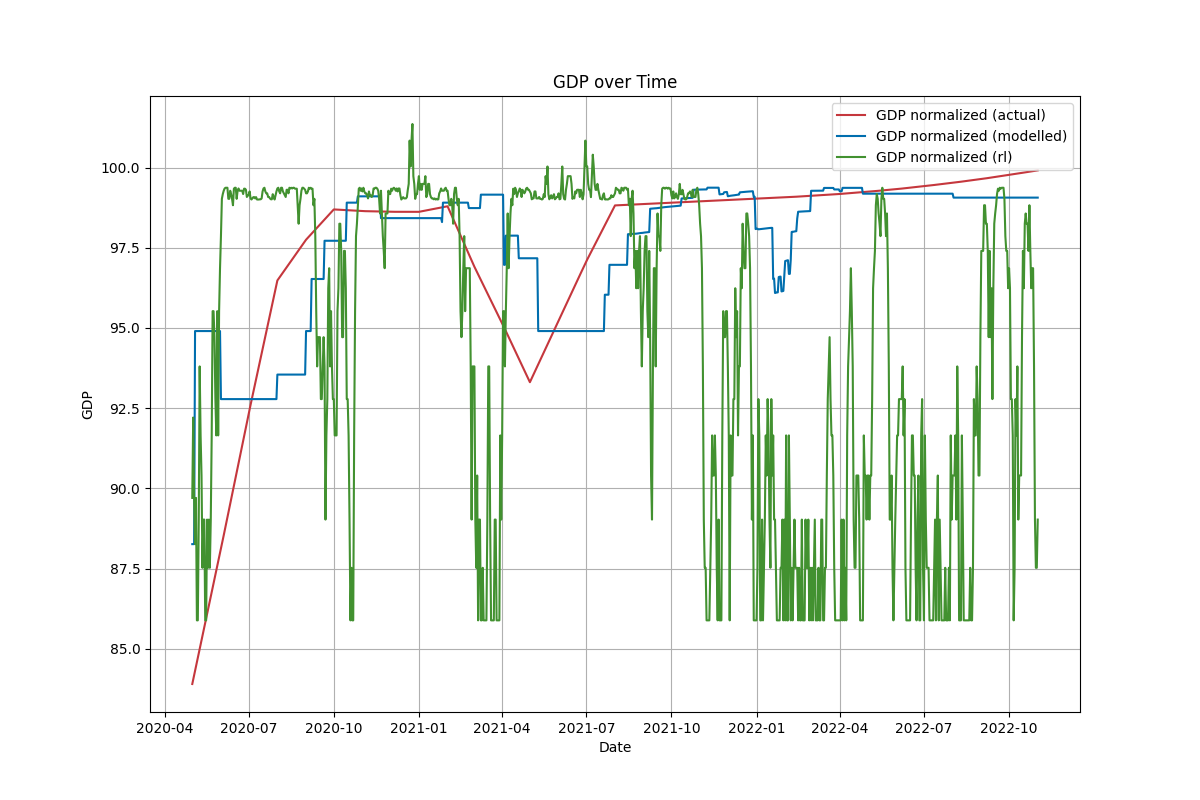 GDP over Time
GDP normalized (actual)
GDP normalized (modelled)
GDP normalized (rl)
100.0
97.5
95.0
92.5
90.0
87.5
85.0
GDP
2020-04 2020-07 2020-10 2021-01 2021-04 2021-07 2021-10 2022-01 2022-04 2022-07 2022-10
Date